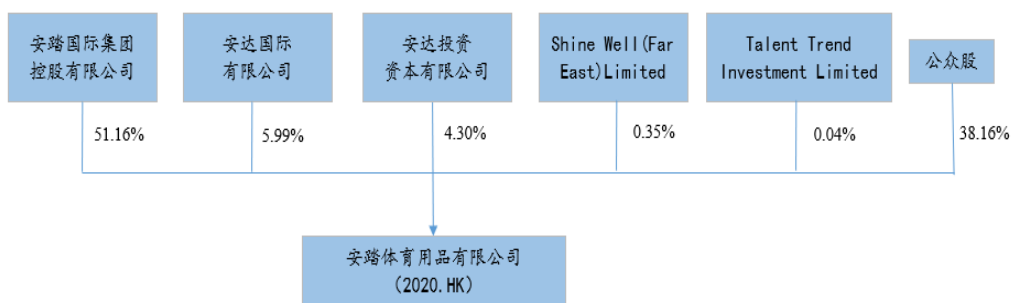 安踏国际集团
控股有限公司
安达国际
有限公司
安达投资
资本有限公司
Shine Well(Far
East)Limited
Talent Trend
Investment Limited
公众股
51.16%
5.99%
4.30%
0.35%
0.04%
38.16%
安踏体育用品有限公司
(2020.HK)